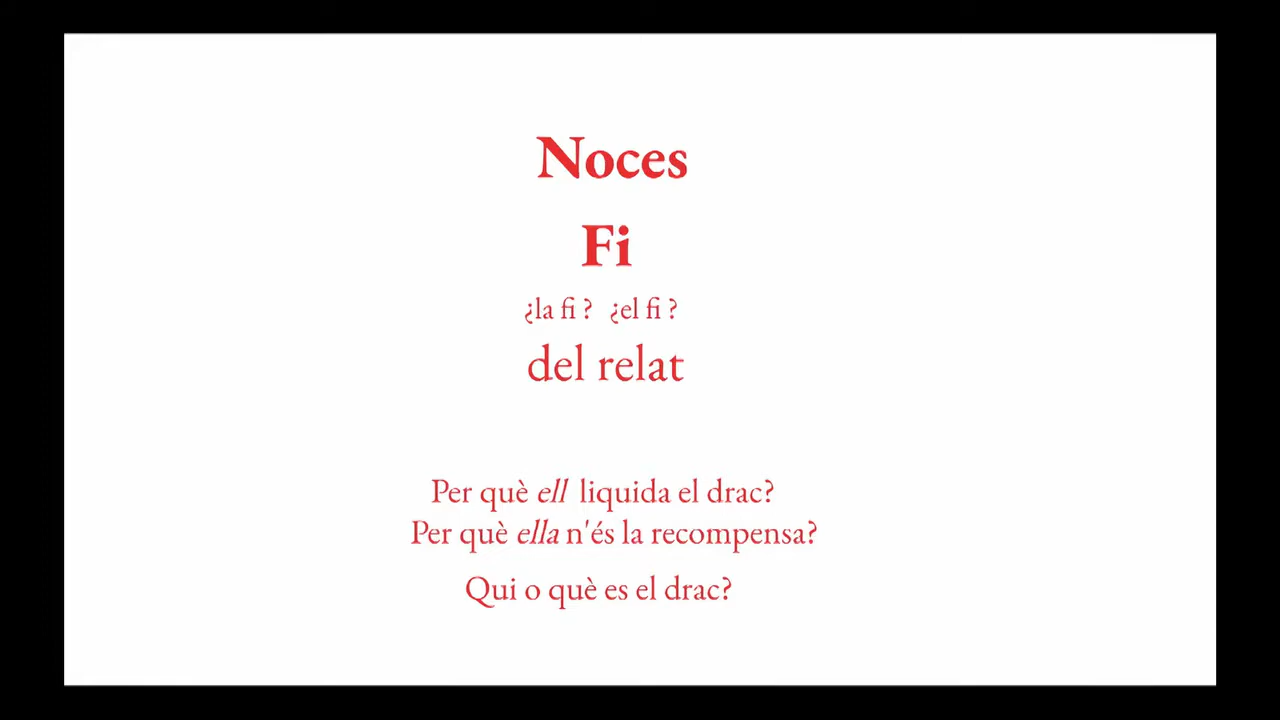 Noces
Fi
¿la fi ? ¿el fi ?
del relat
Per què ell liquida el drac?
Per què ella n'és la recompensa?
Qui o què es el drac?